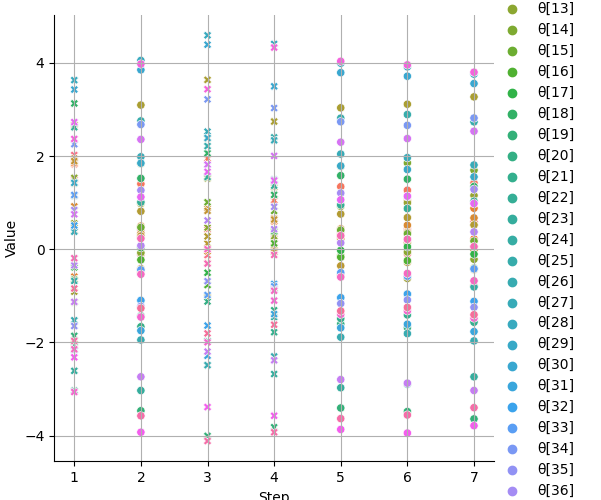 4
2
0
−2
−4
Value
1 2 3 4 5 6 7
Step
θ[13]
θ[14]
θ[15]
θ[16]
θ[17]
θ[18]
θ[19]
θ[20]
θ[21]
θ[22]
θ[23]
θ[24]
θ[25]
θ[26]
θ[27]
θ[28]
θ[29]
θ[30]
θ[31]
θ[32]
θ[33]
θ[34]
θ[35]
θ[36]